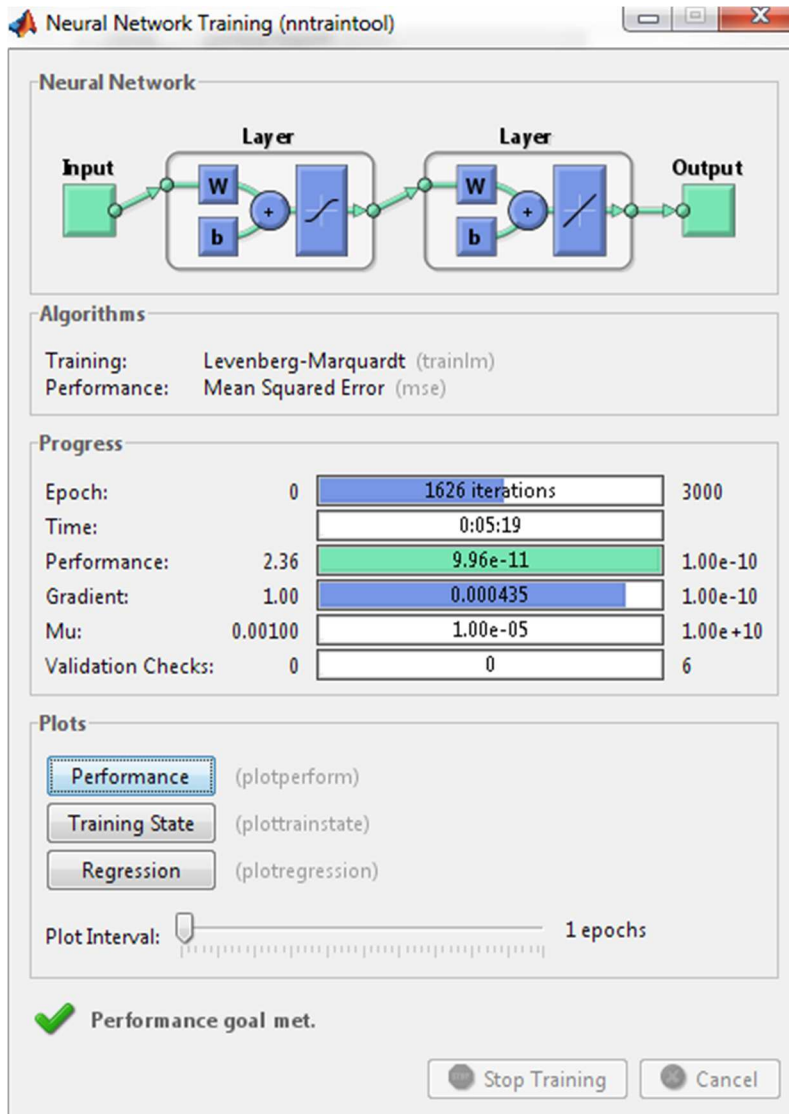 Neural Network Training (nntraintool)
Neural Network
Layer Layer
Input Output
W W
+ +
b b
Algorithms
Training: Levenberg-Marquardt (trainlm)
Performance: Mean Squared Error (mse)
Progress
Epoch: 0 1626 iterations 3000
Time: 0:05:19
Performance: 2.36 9.96e-11 1.00e-10
Gradient: 1.00 0.000435 1.00e-10
Mu: 0.00100 1.00e-05 1.00e+10
Validation Checks: 0 0 6
Plots
Performance (plotperform)
Training State (plottrainstate)
Regression (plotregression)
Plot Interval: 1 epochs
Performance goal met.
Stop Training Cancel